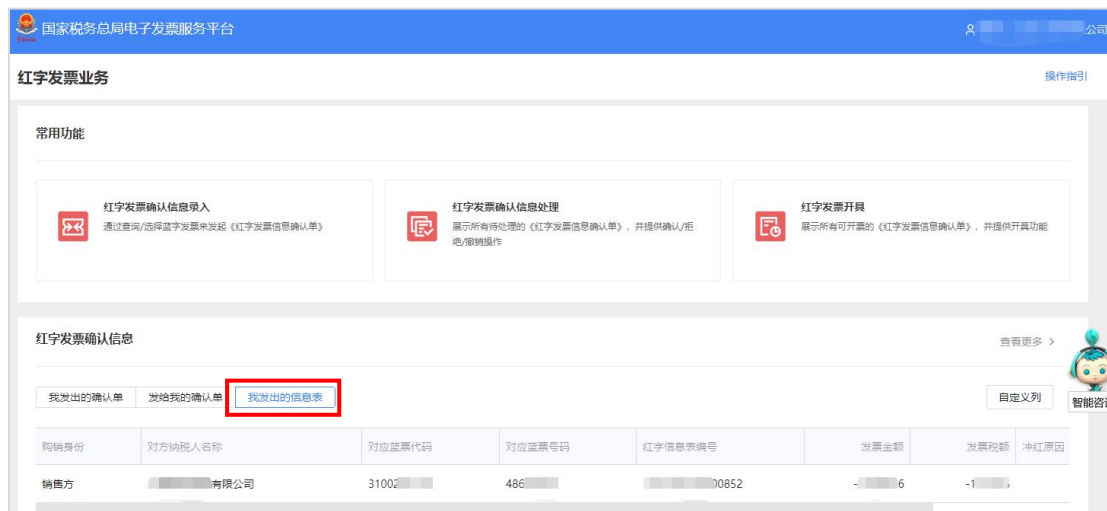 国家税务总局电子发票服务平台
公司
红字发票业务
操作指引
常用功能
红字发票确认信息录入
通过查询/选择蓝字发票来发起《红字发票信息确认单》
红字发票确认信息处理
展示所有待处理的《红字发票信息确认单》，并提供确认/拒
绝/撤销操作
红字发票开具
展示所有可开票的《红字发票信息确认单》，并提供开具功能
红字发票确认信息
查看更多 >
我发出的确认单 发给我的确认单 我发出的信息表
自定义列
智能咨
购销身份 对方纳税人名称 对应蓝票代码 对应蓝票号码 红字信息表编号 发票金额 发票税额 冲红原因
销售方 有限公司 31002 486 00852 - 6 -1